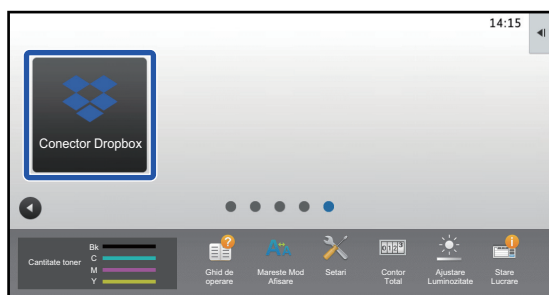 14:15
Conector Dropbox
Cantitate toner
Bk
C
M
Y
Ghid de
operare
Mareste Mod
Afisare
Setari
Contor
Total
Ajustare
Luminozitate
Stare
Lucrare